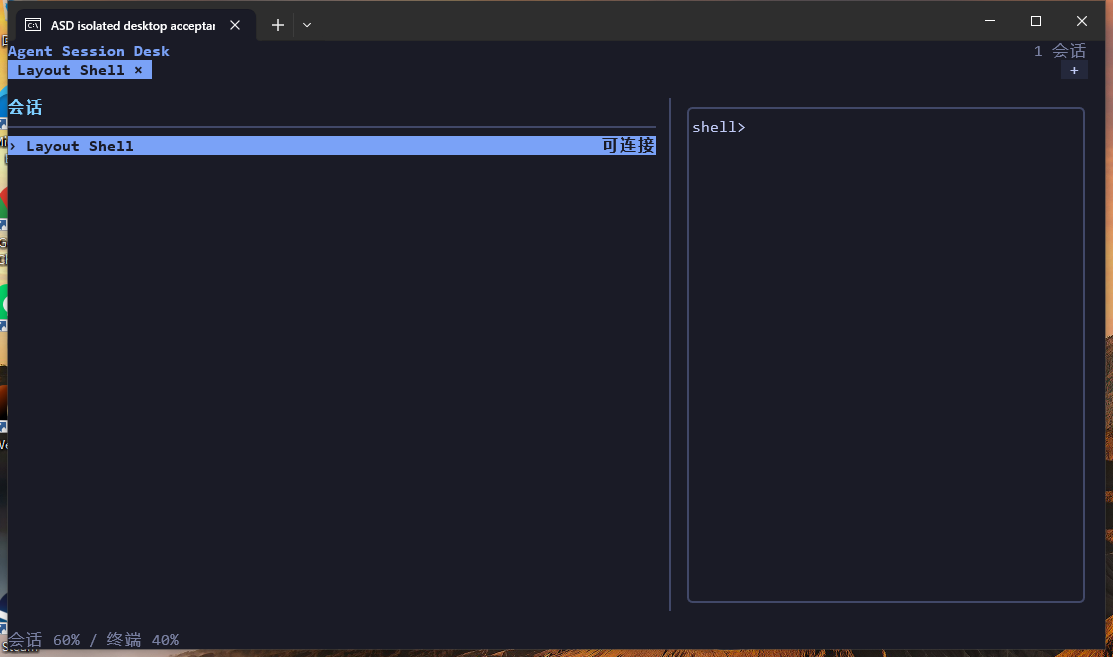 ASD isolated desktop acceptar
Agent Session Desk 1 会话
Layout Shell × +
会话
› Layout Shell 可连接
shell>
会话 60% / 终端 40%